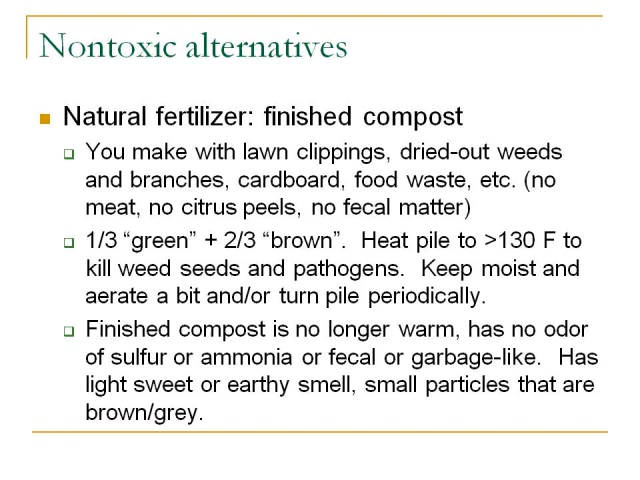 Nontoxic alternatives
Natural fertilizer: finished compost
You make with lawn clippings, dried-out weeds
and branches, cardboard, food waste, etc. (no
meat, no citrus peels, no fecal matter)
1/3 “green” + 2/3 “brown”.  Heat pile to >130 F to
kill weed seeds and pathogens.  Keep moist and
aerate a bit and/or turn pile periodically.
Finished compost is no longer warm, has no odor
of sulfur or ammonia or fecal or garbage-like.  Has
light sweet or earthy smell, small particles that are
brown/grey.